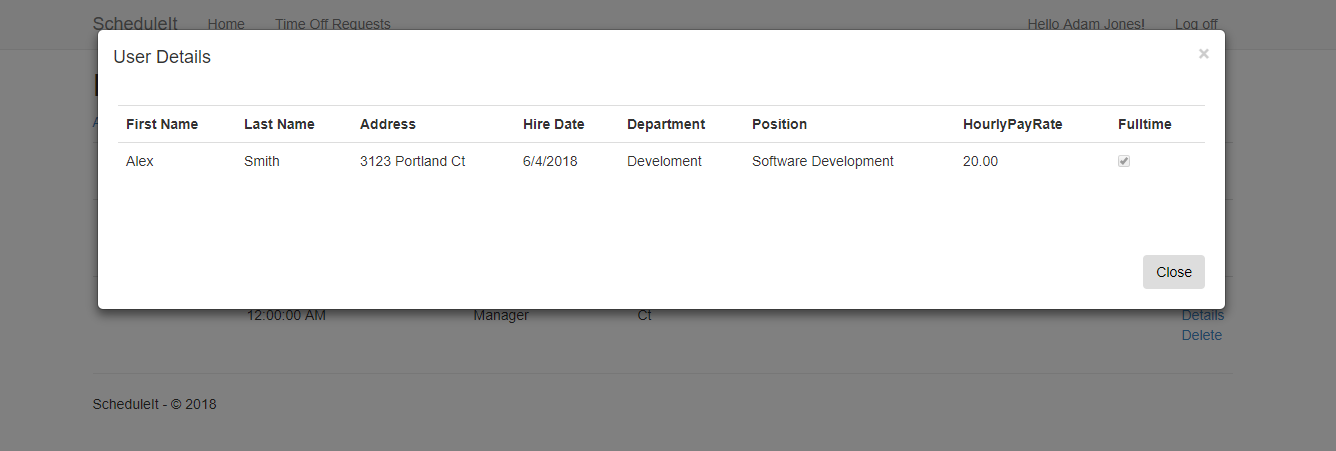 ScheduleIt Home Time Off Requests Hello Adam Jones! Log off
User Details ×
First Name Last Name Address Hire Date Department Position HourlyPayRate Fulltime
Alex Smith 3123 Portland Ct 6/4/2018 Develoment Software Development 20.00
Close
12:00:00 AM Manager Ct Details
Delete
ScheduleIt - © 2018